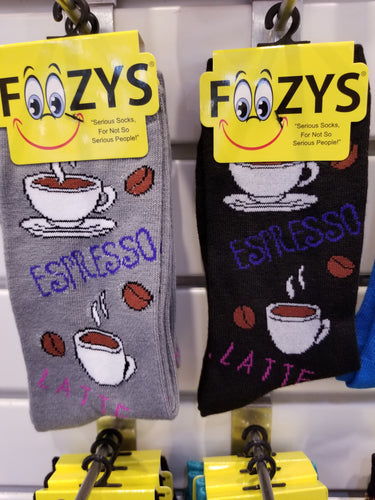 FOOZYS®
"Serious Socks,
For Not So
Serious People!"
ESPRESSO
LATTE
FOOZYS®
"Serious Socks,
For Not So
Serious People!"
ESPRESSO
LATTE